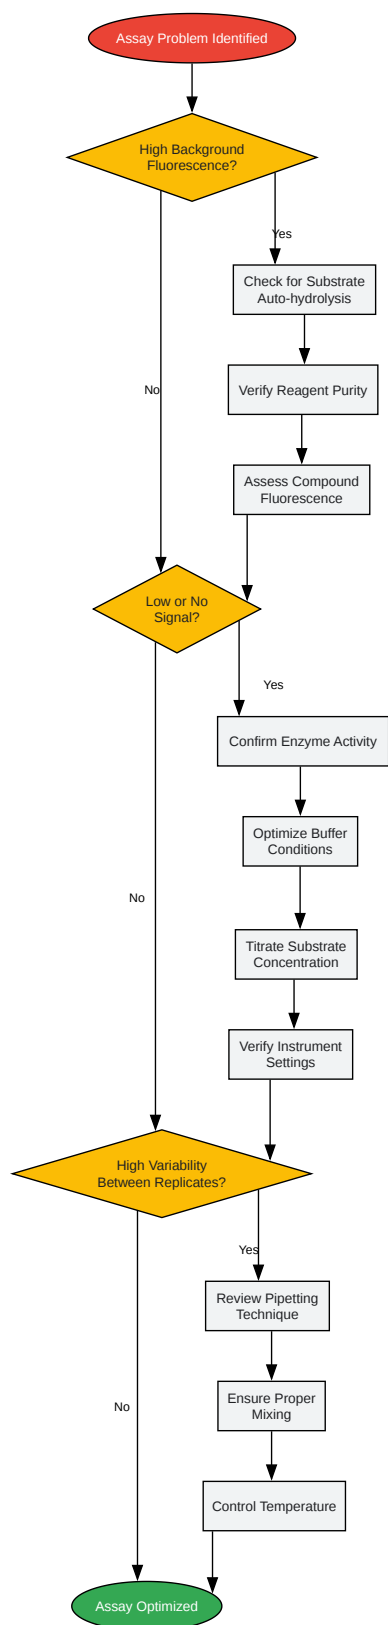 Assay Problem Identified
High Background
Fluorescence?
Yes
Check for Substrate
Auto-hydrolysis
No
Verify Reagent Purity
Assess Compound
Fluorescence
Low or No
Signal?
Yes
Confirm Enzyme Activity
Optimize Buffer
Conditions
No
Titrate Substrate
Concentration
Verify Instrument
Settings
High Variability
Between Replicates?
Yes
Review Pipetting
Technique
Ensure Proper
Mixing
No
Control Temperature
Assay Optimized